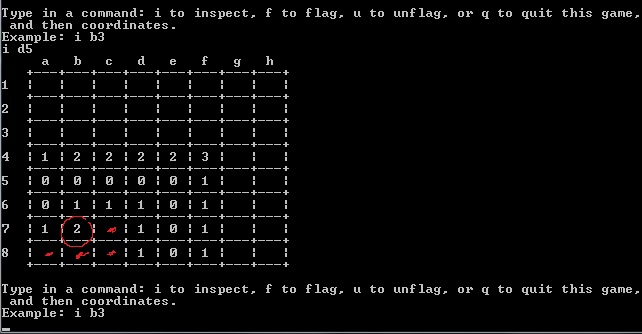 Type in a command: i to inspect, f to flag, u to unflag, or q to quit this game,
and then coordinates.
Example: i b3
i d5
a b c d e f g h
1
2
3
4 1 2 2 2 2 3
5 0 0 0 0 0 1
6 0 1 1 1 0 1
7 1 2 1 0 1
8 1 0 1
Type in a command: i to inspect, f to flag, u to unflag, or q to quit this game,
and then coordinates.
Example: i b3